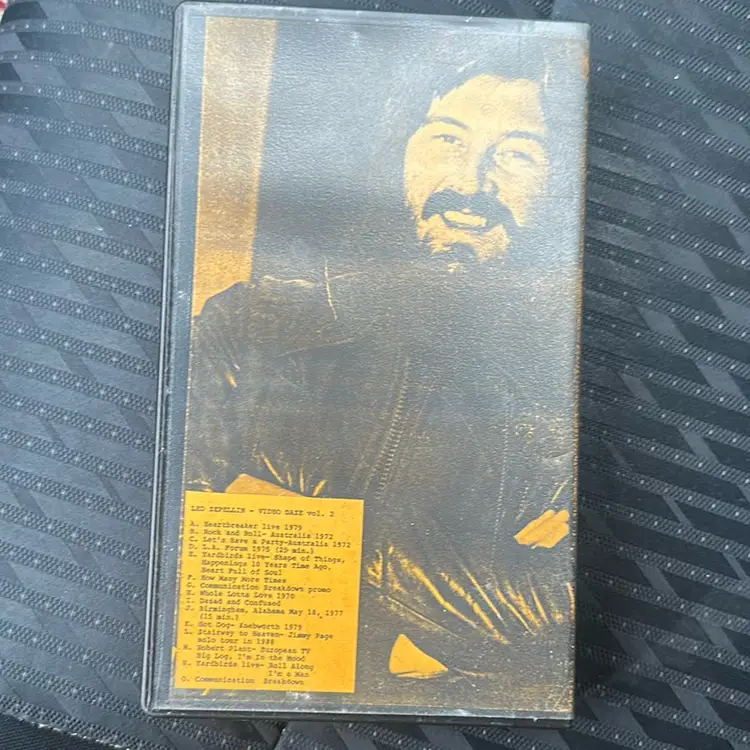 LED ZEPELLIN - VIDEO DAZE vol. 2
A. Heartbreaker live 1979
B. Rock and Roll- Australia 1972
C. Let's Have a Party-Australia 1972
D. L.A. Forum 1975 (25 min.)
E. Yardbirds live- Shape of Things,
Happenings 10 Years Time Ago,
Heart Full of Soul
F. How Many More Times
G. Communication Breakdown promo
H. Whole Lotta Love 1970
I. Dazed and Confused
J. Birmingham, Alabama May 18, 1977
(15 min.)
K. Hot Dog- Knebworth 1979
L. Stairway to Heaven- Jimmy Page
solo tour in 1988
M. Robert Plant- European TV
Big Log, I'm In the Mood
N. Yardbirds live- Roll Along
I'm a Man
O. Communication Breakdown